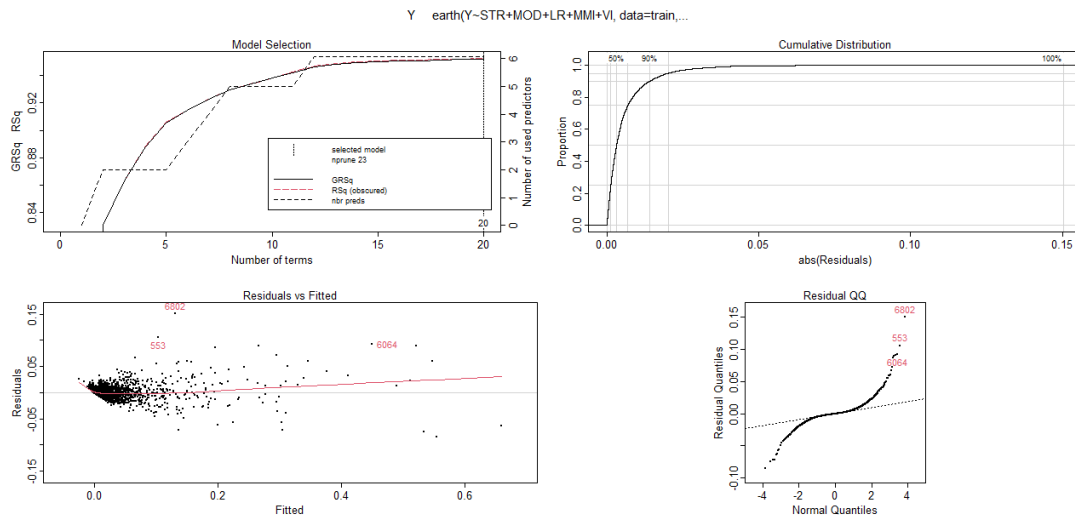 Y earth(Y~STR+MOD+LR+MMI+VI, data=train,...
Model Selection
GRSq RSq
0.84 0.88 0.92
Number of used predictors
0 1 2 3 4 5 6
selected model
nprune 23
GRSq
RSq (obscured)
nbr preds
20
0 5 10 15 20
Number of terms
Cumulative Distribution
50% 90% 100%
Proportion
0.0 0.2 0.4 0.6 0.8 1.0
0.00 0.05 0.10 0.15
abs(Residuals)
Residuals vs Fitted
Residuals
-0.15 -0.05 0.05 0.15
6802
553
6064
0.0 0.2 0.4 0.6
Fitted
Residual QQ
Residual Quantiles
-0.10 0.00 0.05 0.10 0.15
6802
553
6064
-4 -2 0 2 4
Normal Quantiles